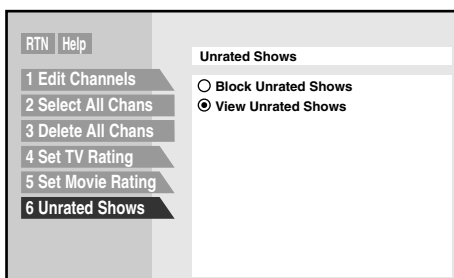 RTN Help
Unrated Shows
1 Edit Channels
2 Select All Chans
3 Delete All Chans
4 Set TV Rating
5 Set Movie Rating
6 Unrated Shows
Block Unrated Shows
View Unrated Shows